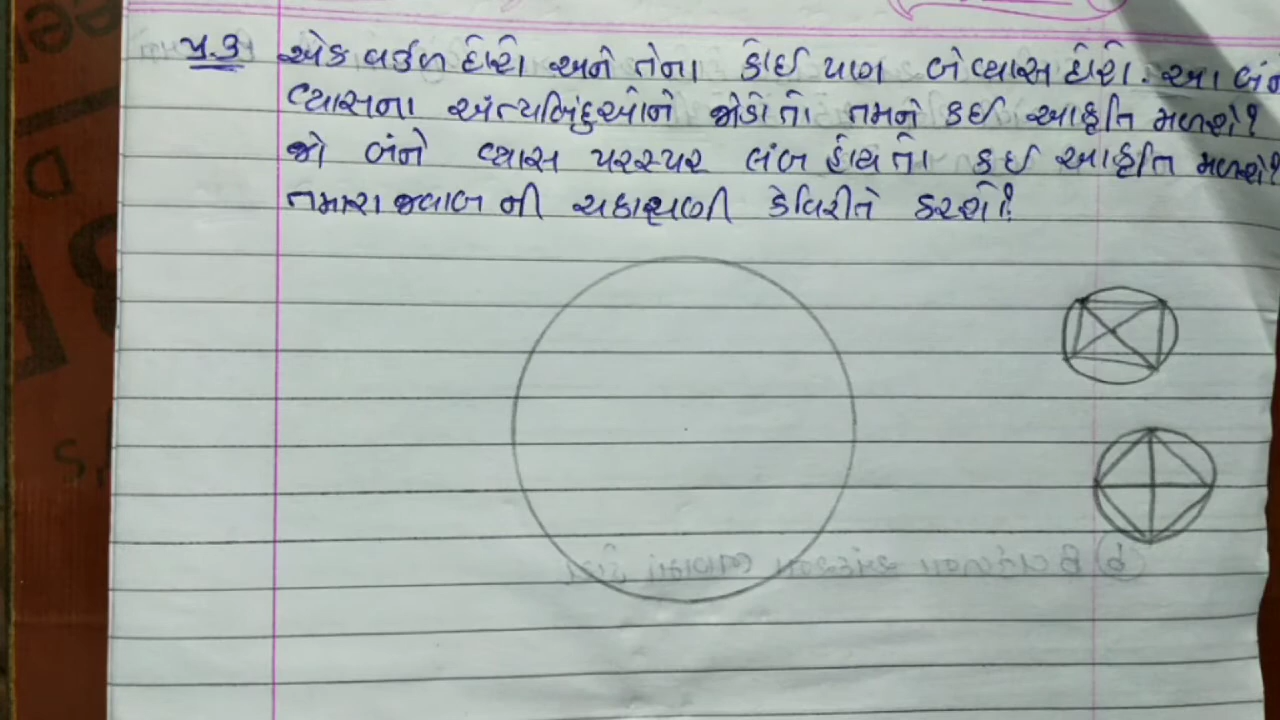 પ્ર.3 એક વર્તુળ દોરો અને તેના કોઈ પણ બે વ્યાસ દોરો. આ બંને
વ્યાસના અંત્યબિંદુઓને જોડીતો તમને કઈ આકૃતિ મળશે?
જો બંને વ્યાસ પરસ્પર લંબ હોય તો કઈ આકૃતિ મળશે?
તમારા જવાબ ની ચકાસણી કેવિરીતે કરશો?